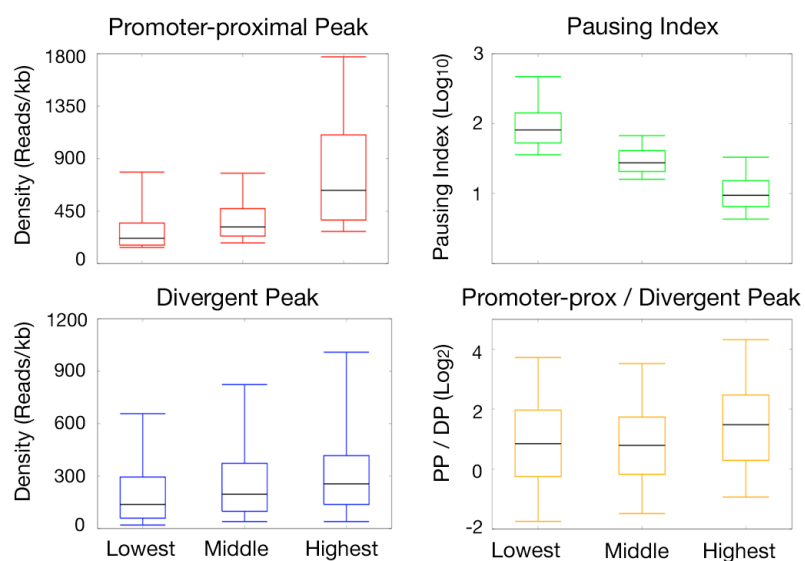 Promoter-proximal Peak
Density (Reads/kb)
1800
1350
900
450
0
Pausing Index
Pausing Index (Log10)
3
2
1
Divergent Peak
Density (Reads/kb)
1200
900
600
300
0
Lowest Middle Highest
Promoter-prox / Divergent Peak
PP / DP (Log2)
4
2
0
-2
Lowest Middle Highest